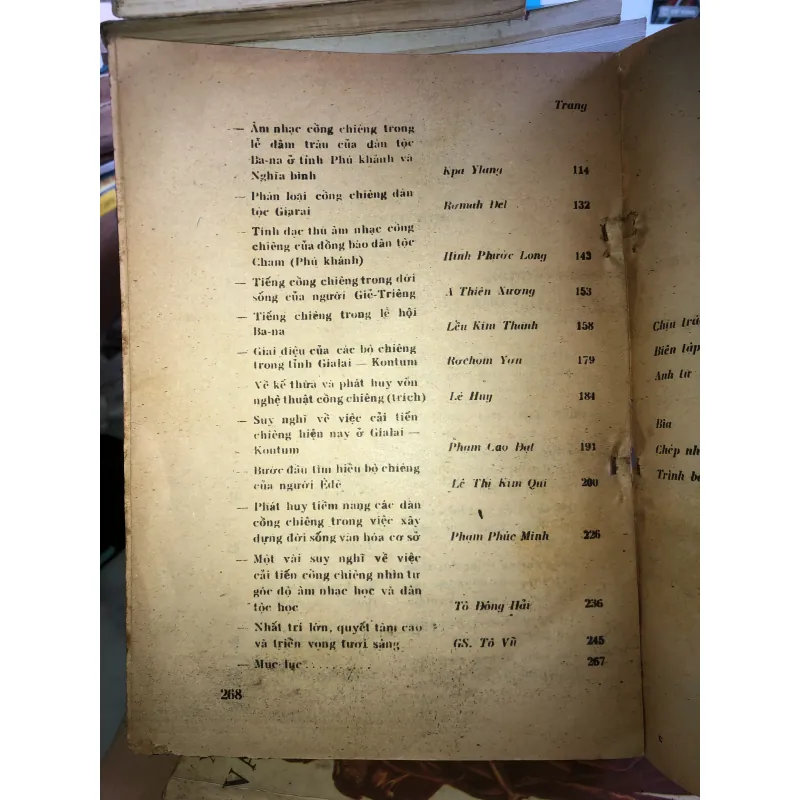 Trang
— Âm nhạc cồng chiêng trong
lễ đâm trâu của dân tộc
Ba-na ở tỉnh Phú khánh và
Nghĩa bình Kpa Ylang 114
— Phân loại cồng chiêng dân
tộc Giarai Rơmah Del 132
— Tính đặc thù âm nhạc cồng
chiêng của đồng bào dân tộc
Chăm (Phú khánh) Hình Phước Long 143
— Tiếng cồng chiêng trong đời
sống của người Giẻ-Triêng A Thiên Xương 153
— Tiếng chiêng trong lễ hội
Ba-na Lều Kim Thanh 158
— Giai điệu của các bộ chiêng
trong tỉnh Gialai — Kontum Rơchơm Yơn 179
Về kế thừa và phát huy vốn
nghệ thuật cồng chiêng (trích) Lê Huy 184
— Suy nghĩ về việc cải tiến
chiêng hiện nay ở Gialai —
Kontum Phạm Cao Đạt 191
— Bước đầu tìm hiểu bộ chiêng
của người Êđê Lê Thị Kim Quí 200
— Phát huy tiềm năng các dàn
cồng chiêng trong việc xây
dựng đời sống văn hóa cơ sở Phạm Phúc Minh 226
— Một vài suy nghĩ về việc
cải tiến cồng chiêng nhìn từ
góc độ âm nhạc học và dân
tộc học Tô Đông Hải 236
— Nhất trí lớn, quyết tâm cao
và triển vọng tươi sáng GS. Tô Vũ 245
— Mục lục.......... 267
268
Chịu
Biên tập
Ảnh tư
Bìa
Chép
Trình